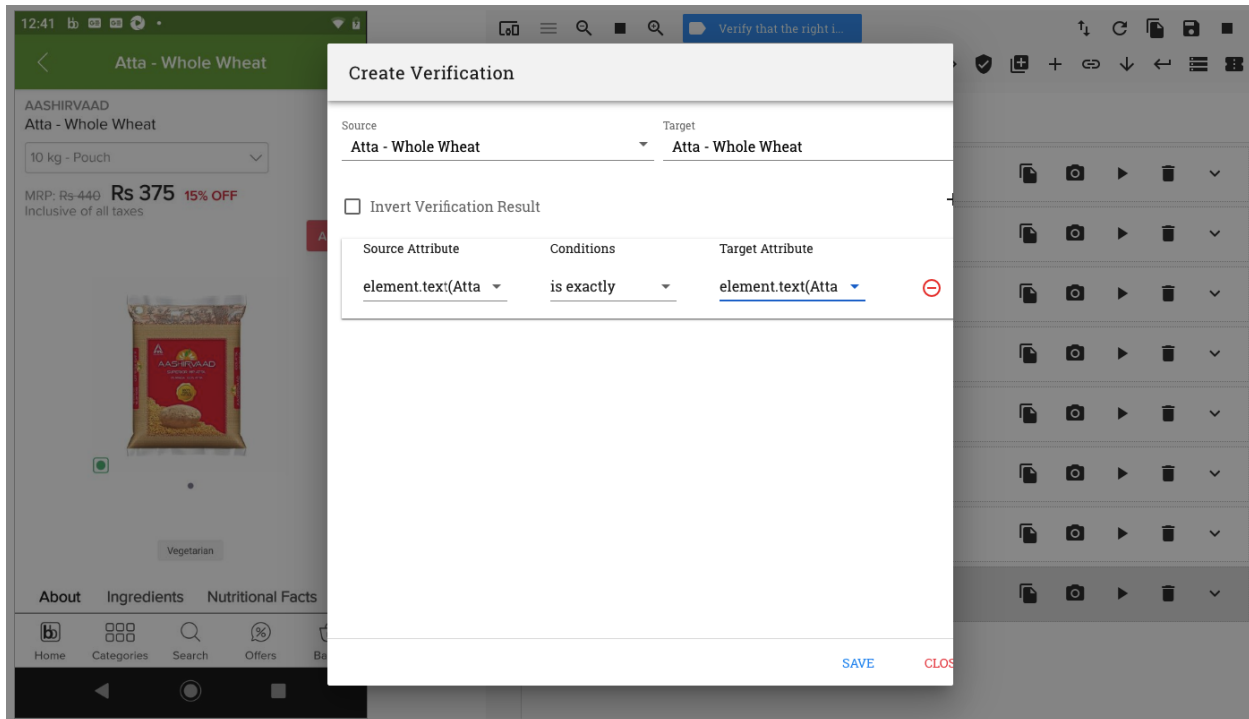 12:41
Verify that the right i...
Atta - Whole Wheat
AASHIRVAAD
Atta - Whole Wheat
10 kg - Pouch
MRP: Rs 440 Rs 375 15% OFF
Inclusive of all taxes
A
AASHIRVAAD
Vegetarian
About Ingredients Nutritional Facts
Home Categories Search Offers Ba
Create Verification
Source Target
Atta - Whole Wheat Atta - Whole Wheat
Invert Verification Result
Source Attribute Conditions Target Attribute
element.text(Atta is exactly element.text(Atta
SAVE CLOS